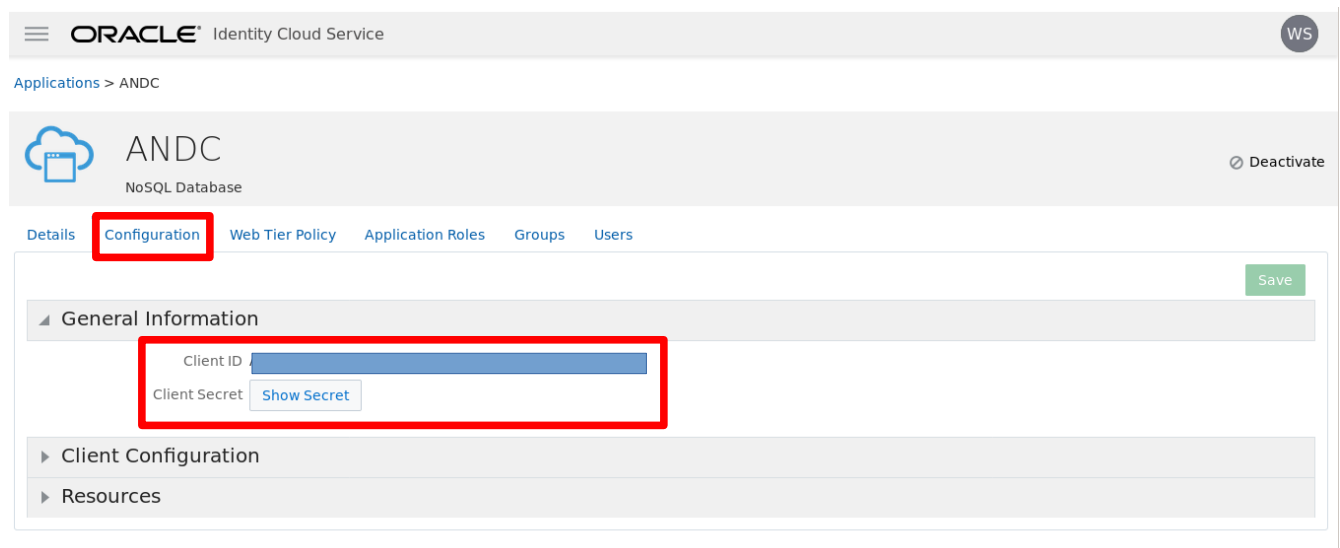 ORACLE Identity Cloud Service WS
Applications > ANDC
ANDC
NoSQL Database
Deactivate
Details Configuration Web Tier Policy Application Roles Groups Users
Save
General Information
Client ID
Client Secret Show Secret
Client Configuration
Resources